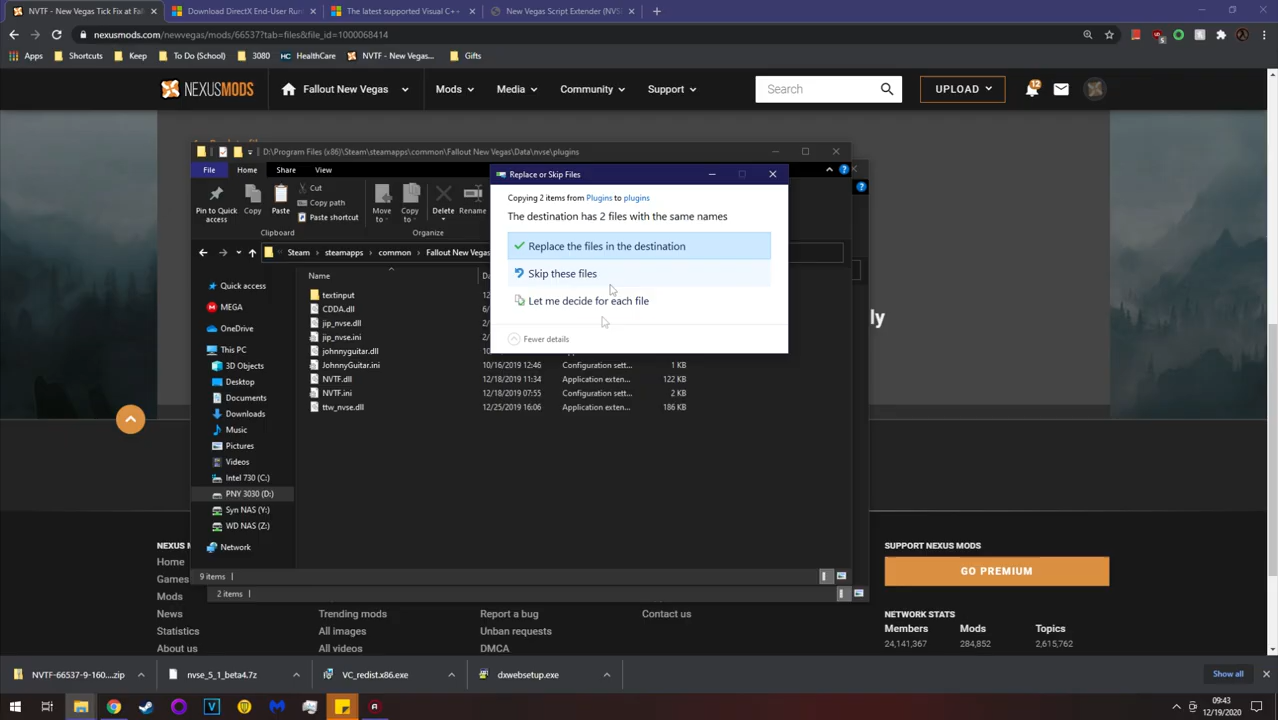 NVTF - New Vegas Tick Fix at Fal
Download DirectX End-User Run
The latest supported Visual C++
New Vegas Script Extender (NVS
nexusmods.com/newvegas/mods/66537?tab=files&file_id=1000068414
Apps
Shortcuts
Keep
To Do (School)
3080
HC HealthCare
NVTF - New Vegas...
Gifts
NEXUSMODS
Fallout New Vegas
Mods
Media
Community
Support
Search
UPLOAD
12
D:\Program Files (x86)\Steam\steamapps\common\Fallout New Vegas\Data\nvse\plugins
File
Home
Share
View
Pin to Quick
access
Copy
Paste
Cut
Copy path
Paste shortcut
Clipboard
Move
to
Copy
to
Delete
Rename
Organize
Steam
steamapps
common
Fallout New Vegas
Replace or Skip Files
Copying 2 items from Plugins to plugins
The destination has 2 files with the same names
Replace the files in the destination
Skip these files
Let me decide for each file
Fewer details
Quick access
MEGA
OneDrive
This PC
3D Objects
Desktop
Documents
Downloads
Music
Pictures
Videos
Intel 730 (C:)
PNY 3030 (D:)
Syn NAS (Y:)
WD NAS (Z:)
Network
Name
textinput
CDDA.dll
jip_nvse.dll
jip_nvse.ini
johnnyguitar.dll
JohnnyGuitar.ini 10/16/2019 12:46 Configuration sett... 1 KB
NVTF.dll 12/18/2019 11:34 Application exten... 122 KB
NVTF.ini 12/18/2019 07:55 Configuration sett... 2 KB
ttw_nvse.dll 12/25/2019 16:06 Application exten... 186 KB
9 items
2 items
ly
NEXUS M
Home
Games
Mods
News
Statistics
About us
Trending mods
All images
All videos
Report a bug
Unban requests
DMCA
Contact us
SUPPORT NEXUS MODS
GO PREMIUM
NETWORK STATS
Members
Mods
Topics
24,141,367
284,852
2,615,762
NVTF-66537-9-160....zip
nvse_5_1_beta4.7z
VC_redist.x86.exe
dxwebsetup.exe
Show all
09:43
12/19/2020